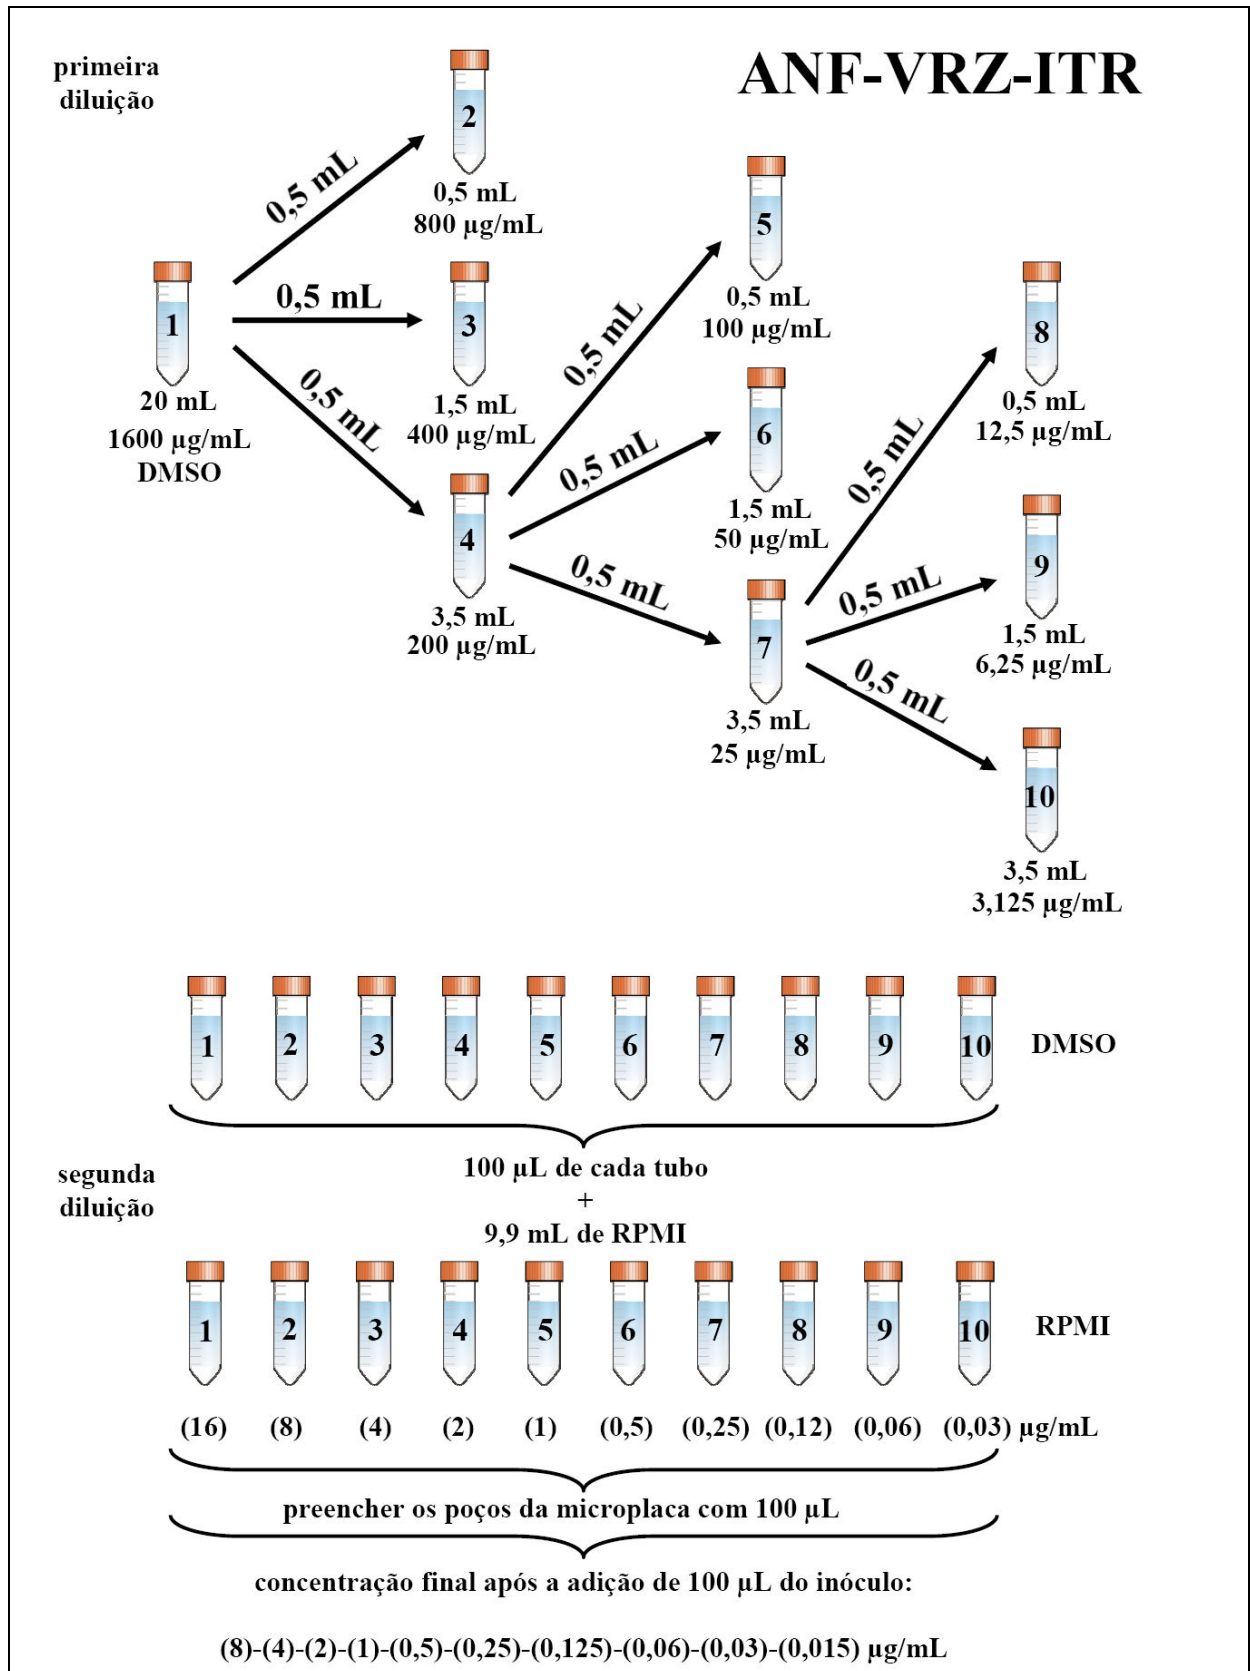 primeira
diluição
ANF-VRZ-ITR
2
0,5 mL
0,5 mL
800 µg/mL
1
20 mL
1600 µg/mL
DMSO
0,5 mL
3
1,5 mL
400 µg/mL
0,5 mL
4
3,5 mL
200 µg/mL
0,5 mL
5
0,5 mL
100 µg/mL
0,5 mL
6
1,5 mL
50 µg/mL
0,5 mL
7
3,5 mL
25 µg/mL
0,5 mL
8
0,5 mL
12,5 µg/mL
0,5 mL
9
1,5 mL
6,25 µg/mL
0,5 mL
10
3,5 mL
3,125 µg/mL
1 2 3 4 5 6 7 8 9 10 DMSO
100 µL de cada tubo
+
9,9 mL de RPMI
segunda
diluição
1 2 3 4 5 6 7 8 9 10 RPMI
(16) (8) (4) (2) (1) (0,5) (0,25) (0,12) (0,06) (0,03) µg/mL
preencher os poços da microplaca com 100 µL
concentração final após a adição de 100 µL do inóculo:
(8)-(4)-(2)-(1)-(0,5)-(0,25)-(0,125)-(0,06)-(0,03)-(0,015) µg/mL